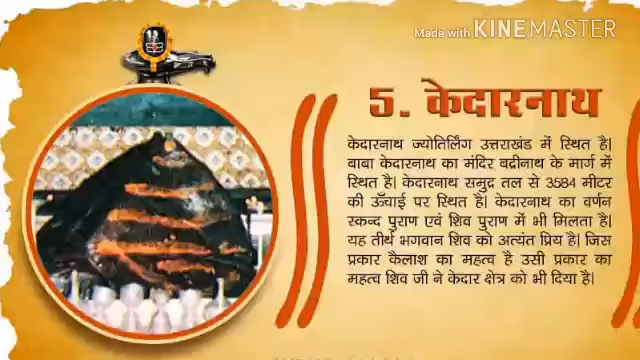 Made with KINEMASTER
5. केदारनाथ
केदारनाथ ज्योतिर्लिंग उत्तराखंड में स्थित है।
बाबा केदारनाथ का मंदिर बद्रीनाथ के मार्ग में
स्थित है। केदारनाथ समुद्र तल से 3584 मीटर
की ऊँचाई पर स्थित है। केदारनाथ का वर्णन
स्कन्द पुराण एवं शिव पुराण में भी मिलता है।
यह तीर्थ भगवान शिव को अत्यंत प्रिय है। जिस
प्रकार कैलाश का महत्व है उसी प्रकार का
महत्व शिव जी ने केदार क्षेत्र को भी दिया है।